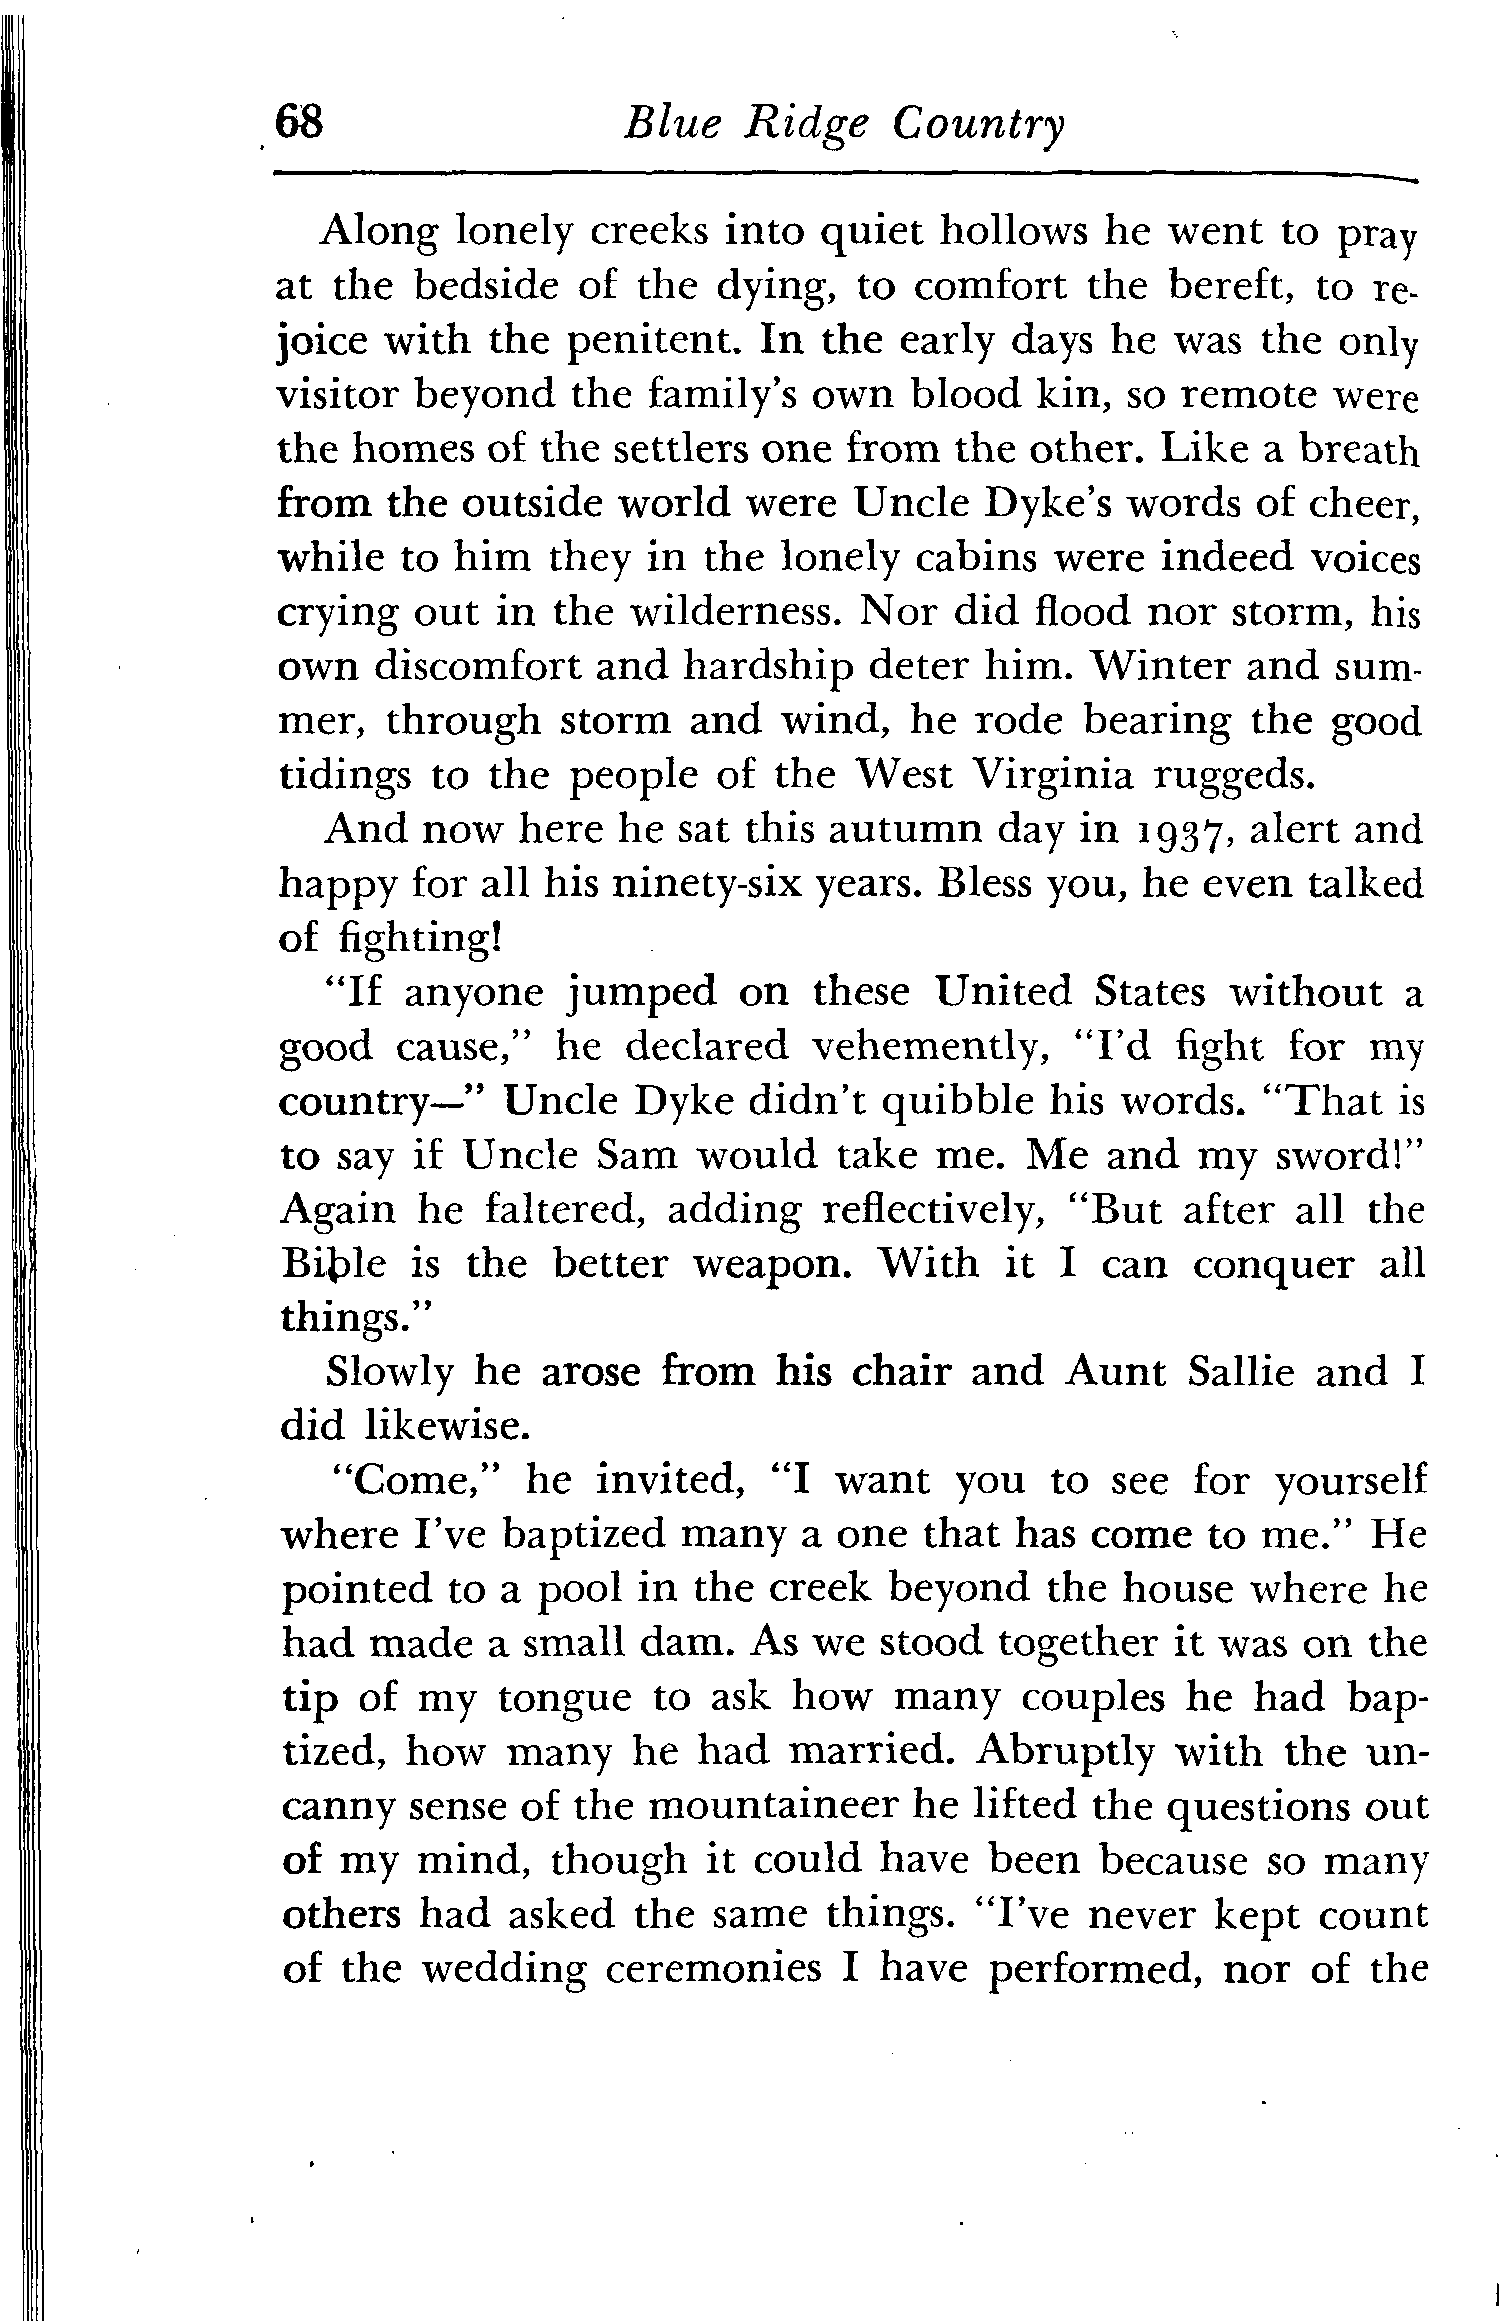 68 Blue Ridge Country
Along lonely creeks into quiet hollows he went to pray
at the bedside of the dying, to comfort the bereft, to re-
joice with the penitent. In the early days he was the only
visitor beyond the family's own blood kin, so remote were
the homes of the settlers one from the other. Like a breath
from the outside world were Uncle Dyke's words of cheer,
while to him they in the lonely cabins were indeed voices
crying out in the wilderness. Nor did flood nor storm, his
own discomfort and hardship deter him. Winter and sum-
mer, through storm and wind, he rode bearing the good
tidings to the people of the West Virginia ruggeds.
And now here he sat this autumn day in 1937, alert and
happy for all his ninety-six years. Bless you, he even talked
of fighting!
“If anyone jumped on these United States without a
good cause,” he declared vehemently, “I'd fight for my
country—” Uncle Dyke didn't quibble his words. “That is
to say if Uncle Sam would take me. Me and my sword!”
Again he faltered, adding reflectively, “But after all the
Bible is the better weapon. With it I can conquer all
things.”
Slowly he arose from his chair and Aunt Sallie and I
did likewise.
“Come,” he invited, “I want you to see for yourself
where I've baptized many a one that has come to me.” He
pointed to a pool in the creek beyond the house where he
had made a small dam. As we stood together it was on the
tip of my tongue to ask how many couples he had bap-
tized, how many he had married. Abruptly with the un-
canny sense of the mountaineer he lifted the questions out
of my mind, though it could have been because so many
others had asked the same things. “I've never kept count
of the wedding ceremonies I have performed, nor of the